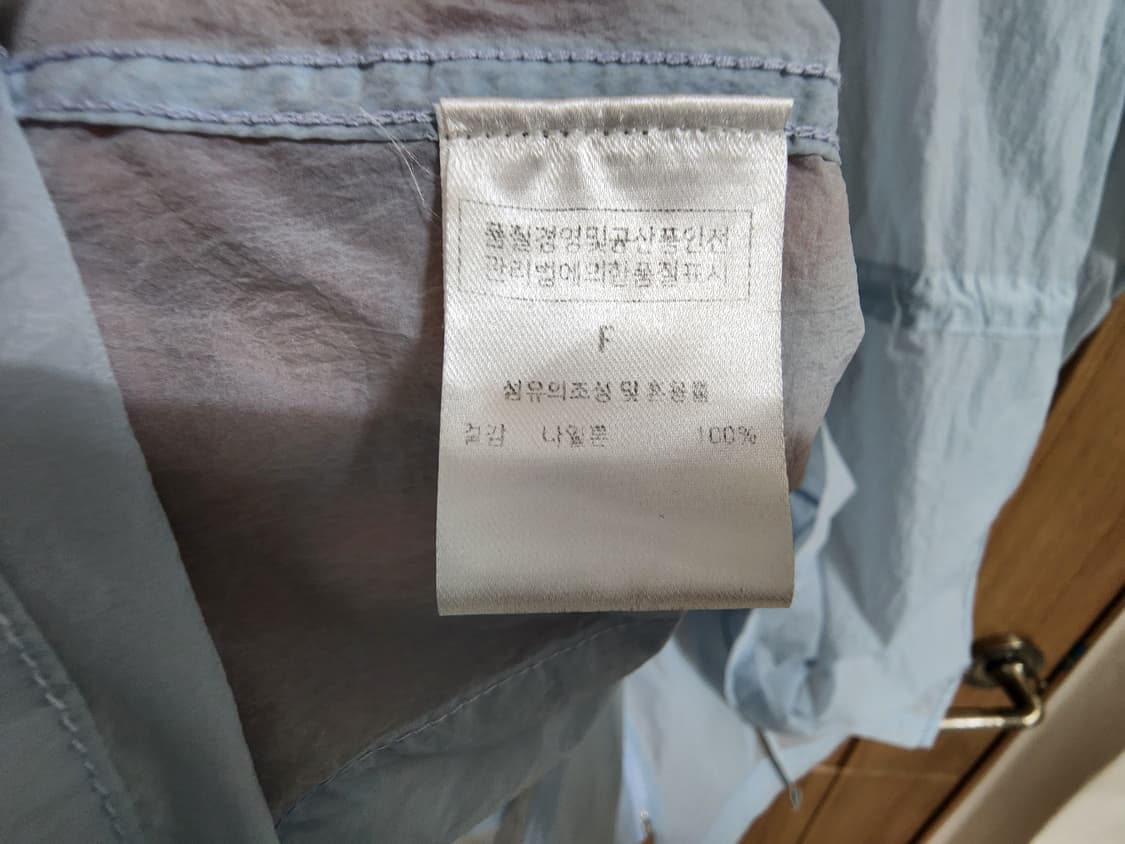 품질경영및공산품안전
관리법에의한품질표시
F
섬유의조성 및 혼용률
겉감 나일론 100%